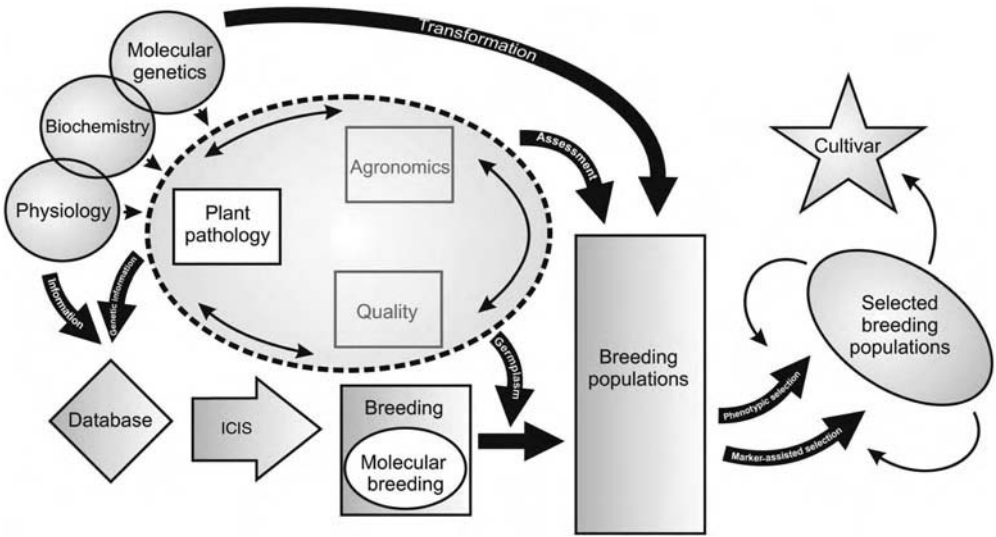 Molecular
genetics
Biochemistry
Physiology
Transformation
Assessment
Agronomics
Plant
pathology
Quality
Information
Genetic information
Germplasm
Database
ICIS
Breeding
Molecular
breeding
Breeding
populations
Phenotypic selection
Marker-assisted selection
Selected
breeding
populations
Cultivar